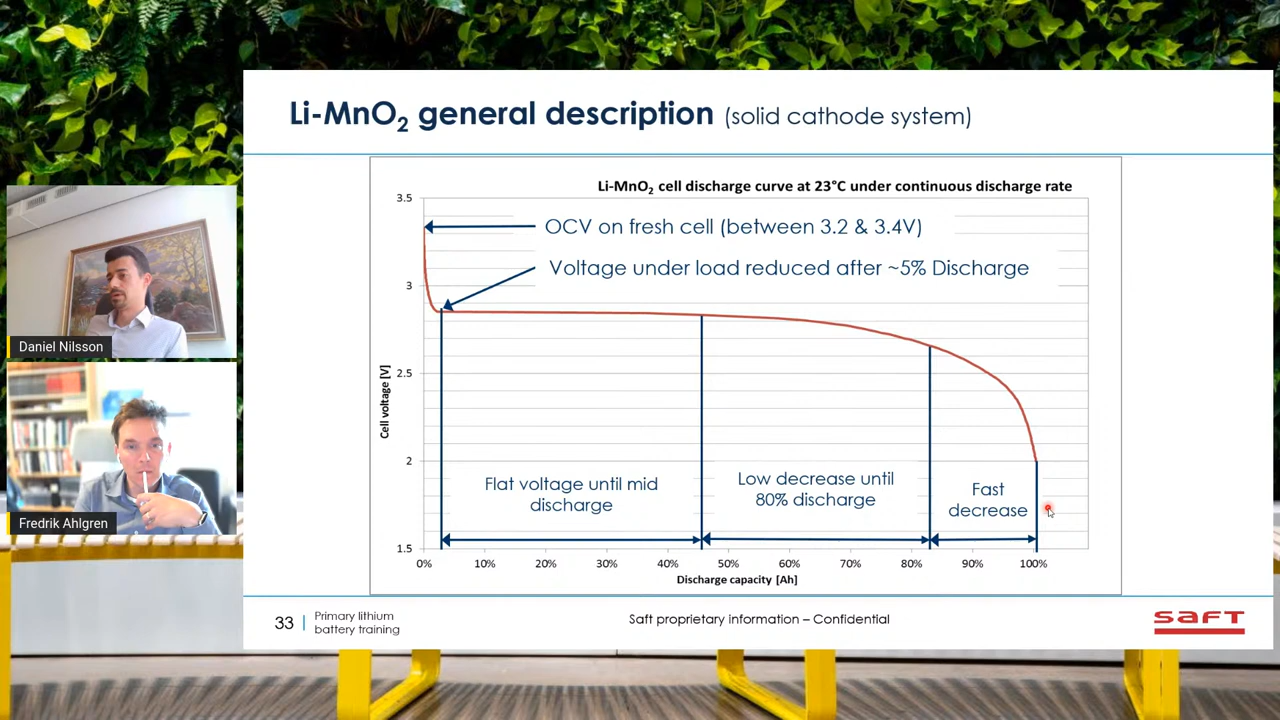 Li-MnO₂ general description (solid cathode system)
Li-MnO₂ cell discharge curve at 23°C under continuous discharge rate
3.5
OCV on fresh cell (between 3.2 & 3.4V)
Voltage under load reduced after ~5% Discharge
3
2.5
Cell voltage [V]
2
Flat voltage until mid
discharge
Low decrease until
80% discharge
Fast
decrease
1.5
0% 10% 20% 30% 40% 50% 60% 70% 80% 90% 100%
Discharge capacity [Ah]
Daniel Nilsson
Fredrik Ahlgren
33
Primary lithium
battery training
Saft proprietary information – Confidential
SAFT